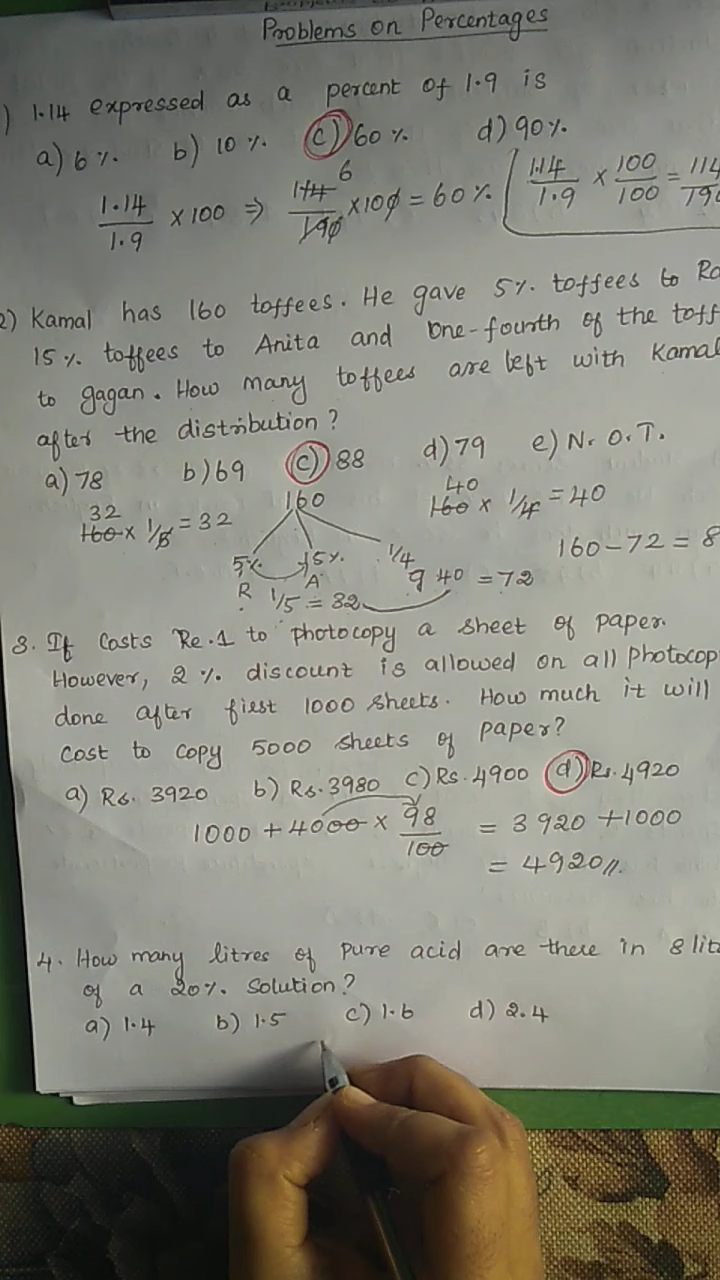 Problems on Percentages
) 1.14 expressed as a percent of 1.9 is
a) 6 %. b) 10 %. (c) 60 %. d) 90%.
1.14/1.9 × 100 ⇒ 114/190 × 100 = 60 %. 6
1.14/1.9 × 100/100 = 114/190
2) Kamal has 160 toffees. He gave 5%. toffees to Ra
15 %. toffees to Anita and One-fourth of the toff
to gagan. How many toffees are left with Kamal
after the distribution?
a) 78 b) 69 (c) 88 d) 79 e) N. O. T.
32 160 40
160 × 1/5 = 32 160 × 1/4 = 40
5%. 15%. 1/4 160 - 72 = 8
R A g 40 = 72
1/5 = 32
3. If Costs Re.1 to photocopy a sheet of paper.
However, 2 %. discount is allowed on all photocop
done after first 1000 sheets. How much it will
Cost to copy 5000 sheets of paper?
a) Rs. 3920 b) Rs. 3980 c) Rs. 4900 (d) Rs. 4920
1000 + 4000 × 98/100 = 3920 + 1000
= 4920//.
4. How many litres of pure acid are there in 8 lit
of a 20%. Solution?
a) 1.4 b) 1.5 c) 1.6 d) 2.4